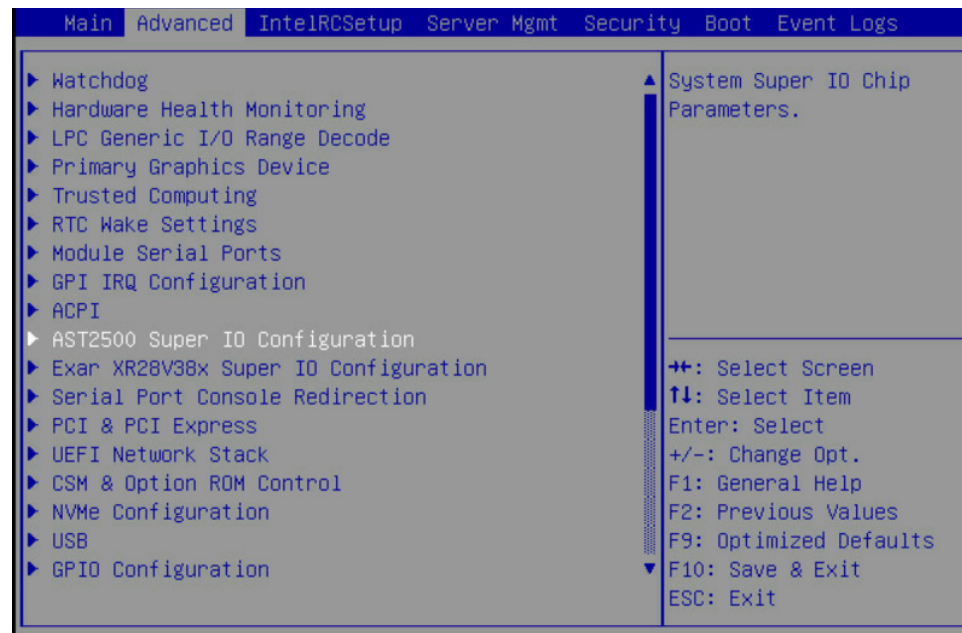 Main Advanced IntelRCSetup Server Mgmt Security Boot Event Logs
Watchdog
Hardware Health Monitoring
LPC Generic I/O Range Decode
Primary Graphics Device
Trusted Computing
RTC Wake Settings
Module Serial Ports
GPI IRQ Configuration
ACPI
AST2500 Super IO Configuration
Exar XR28V38x Super IO Configuration
Serial Port Console Redirection
PCI & PCI Express
UEFI Network Stack
CSM & Option ROM Control
NVMe Configuration
USB
GPIO Configuration
System Super IO Chip
Parameters.
→←: Select Screen
↑↓: Select Item
Enter: Select
+/-: Change Opt.
F1: General Help
F2: Previous Values
F9: Optimized Defaults
F10: Save & Exit
ESC: Exit